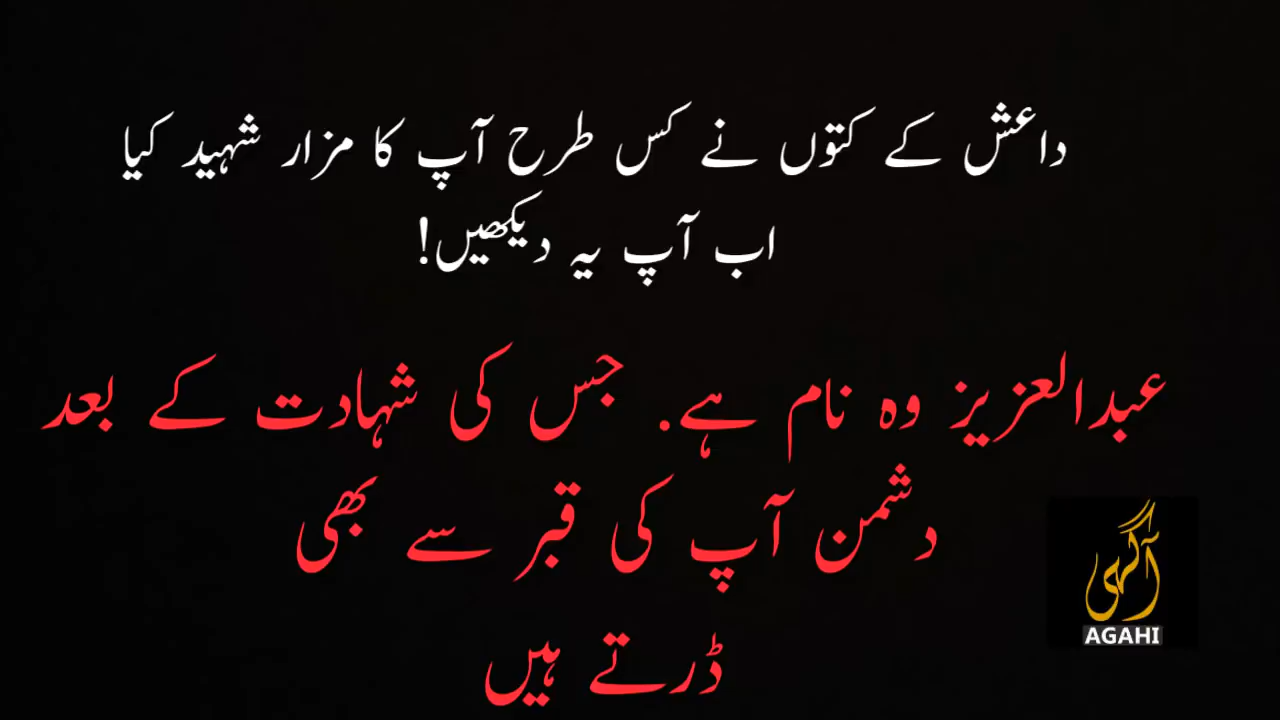 داعش کے کتوں نے کس طرح آپ کا مزار شہید کیا
اب آپ یہ دیکھیں!
عبدالعزیز وہ نام ہے. جس کی شہادت کے بعد
دشمن آپ کی قبر سے بھی
ڈرتے ہیں
آگہی
AGAHI